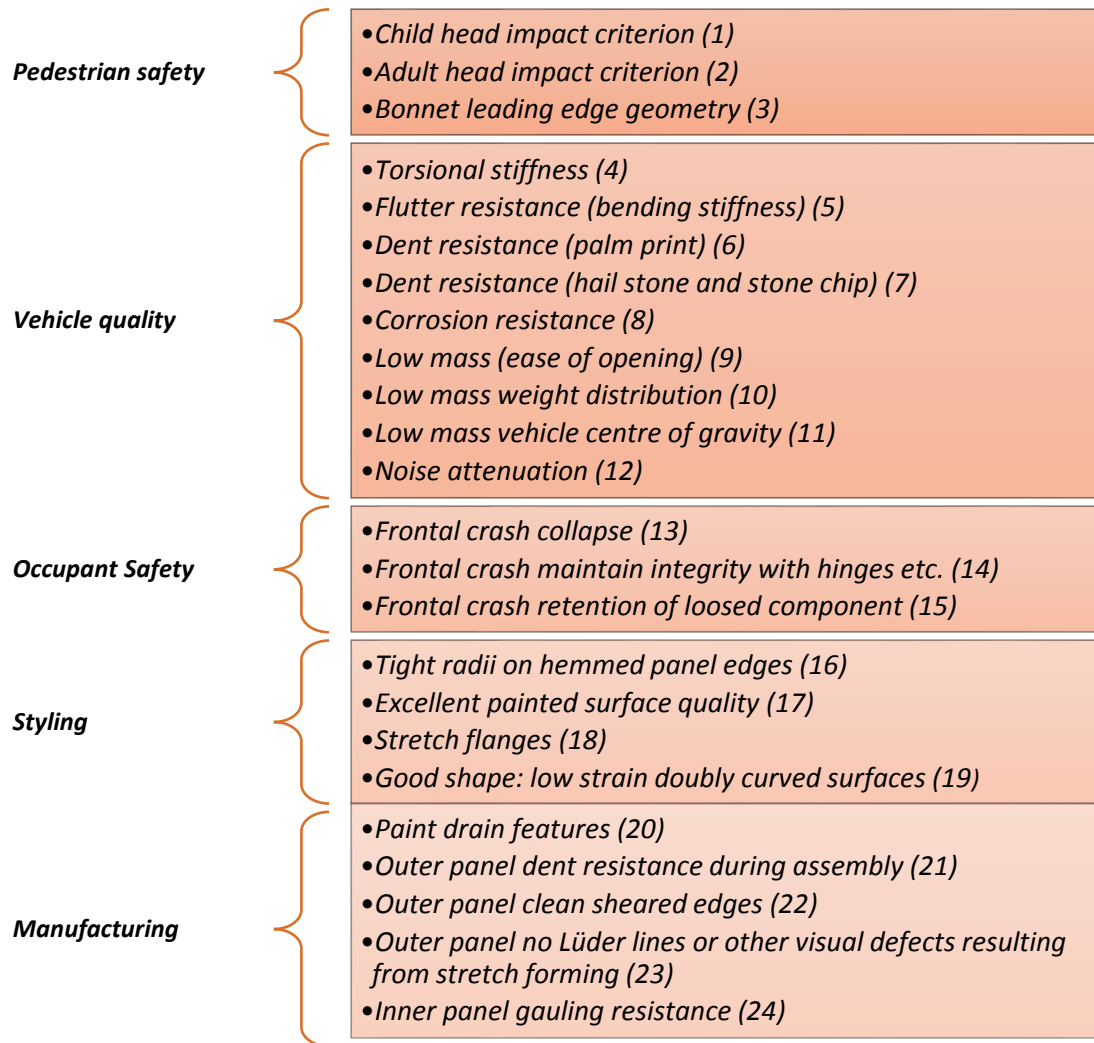 Pedestrian safety
•Child head impact criterion (1)
•Adult head impact criterion (2)
•Bonnet leading edge geometry (3)
Vehicle quality
•Torsional stiffness (4)
•Flutter resistance (bending stiffness) (5)
•Dent resistance (palm print) (6)
•Dent resistance (hail stone and stone chip) (7)
•Corrosion resistance (8)
•Low mass (ease of opening) (9)
•Low mass weight distribution (10)
•Low mass vehicle centre of gravity (11)
•Noise attenuation (12)
Occupant Safety
•Frontal crash collapse (13)
•Frontal crash maintain integrity with hinges etc. (14)
•Frontal crash retention of loosed component (15)
Styling
•Tight radii on hemmed panel edges (16)
•Excellent painted surface quality (17)
•Stretch flanges (18)
•Good shape: low strain doubly curved surfaces (19)
Manufacturing
•Paint drain features (20)
•Outer panel dent resistance during assembly (21)
•Outer panel clean sheared edges (22)
•Outer panel no Lüder lines or other visual defects resulting
from stretch forming (23)
•Inner panel gauling resistance (24)